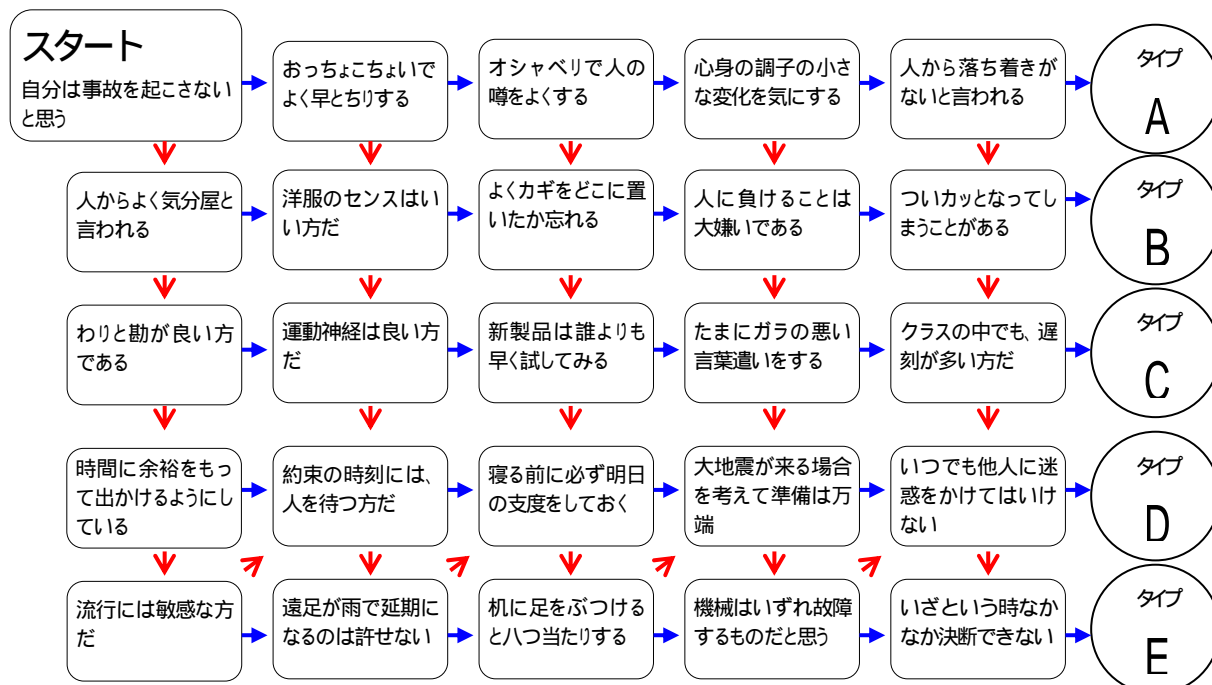 スタート
自分は事故を起こさない
と思う
おっちょこちょいで
よく早とちりする
オシャベリで人の
噂をよくする
心身の調子の小さ
な変化を気にする
人から落ち着きが
ないと言われる
タイプ
A
人からよく気分屋と
言われる
洋服のセンスはい
い方だ
よくカギをどこに置
いたか忘れる
人に負けることは
大嫌いである
ついカッとなってし
まうことがある
タイプ
B
わりと勘が良い方
である
運動神経は良い方
だ
新製品は誰よりも
早く試してみる
たまにガラの悪い
言葉遣いをする
クラスの中でも、遅
刻が多い方だ
タイプ
C
時間に余裕をもっ
て出かけるようにし
ている
約束の時刻には、
人を待つ方だ
寝る前に必ず明日
の支度をしておく
大地震が来る場合
を考えて準備は万
端
いつでも他人に迷
惑をかけてはいけ
ない
タイプ
D
流行には敏感な方
だ
遠足が雨で延期に
なるのは許せない
机に足をぶつける
と八つ当たりする
機械はいずれ故障
するものだと思う
いざという時なか
なか決断できない
タイプ
E